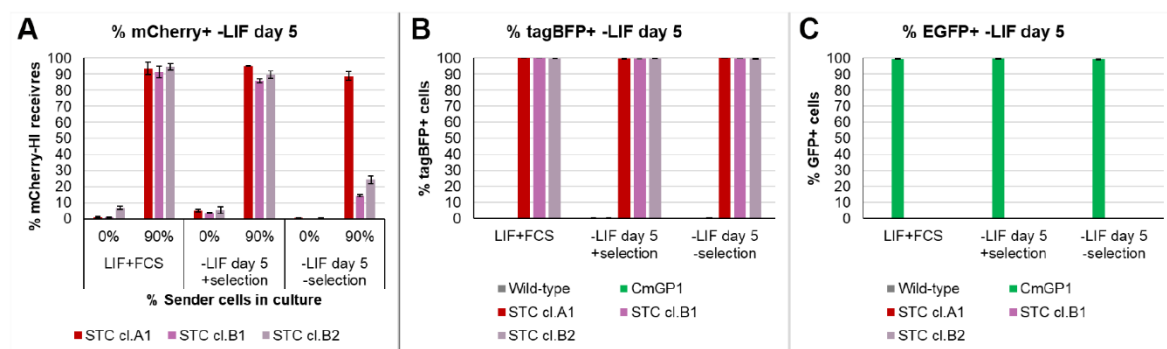 A
% mCherry+ -LIF day 5
% mCherry-HI receivres
100
90
80
70
60
50
40
30
20
10
0
0% 90% 0% 90% 0% 90%
LIF+FCS -LIF day 5 -LIF day 5
+selection -selection
% Sender cells in culture
STC cl.A1 STC cl.B1 STC cl.B2
B
% tagBFP+ -LIF day 5
% tagBFP+ cells
100
90
80
70
60
50
40
30
20
10
0
LIF+FCS -LIF day 5 -LIF day 5
+selection -selection
Wild-type CmGP1
STC cl.A1 STC cl.B1
STC cl.B2
C
% EGFP+ -LIF day 5
% GFP+ cells
100
90
80
70
60
50
40
30
20
10
0
LIF+FCS -LIF day 5 -LIF day 5
+selection -selection
Wild-type CmGP1
STC cl.A1 STC cl.B1
STC cl.B2